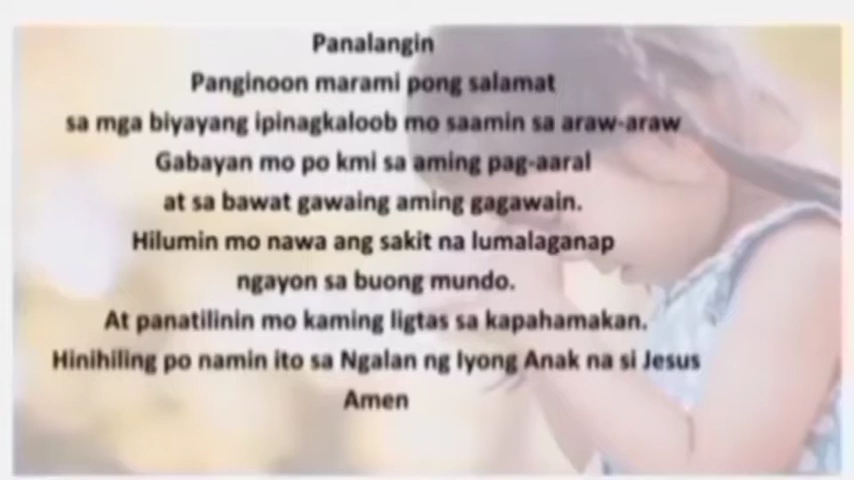 Panalangin
Panginoon marami pong salamat
sa mga biyayang ipinagkaloob mo saamin sa araw-araw
Gabayan mo po kmi sa aming pag-aaral
at sa bawat gawaing aming gagawain.
Hilumin mo nawa ang sakit na lumalaganap
ngayon sa buong mundo.
At panatilinin mo kaming ligtas sa kapahamakan.
Hinihiling po namin ito sa Ngalan ng Iyong Anak na si Jesus
Amen